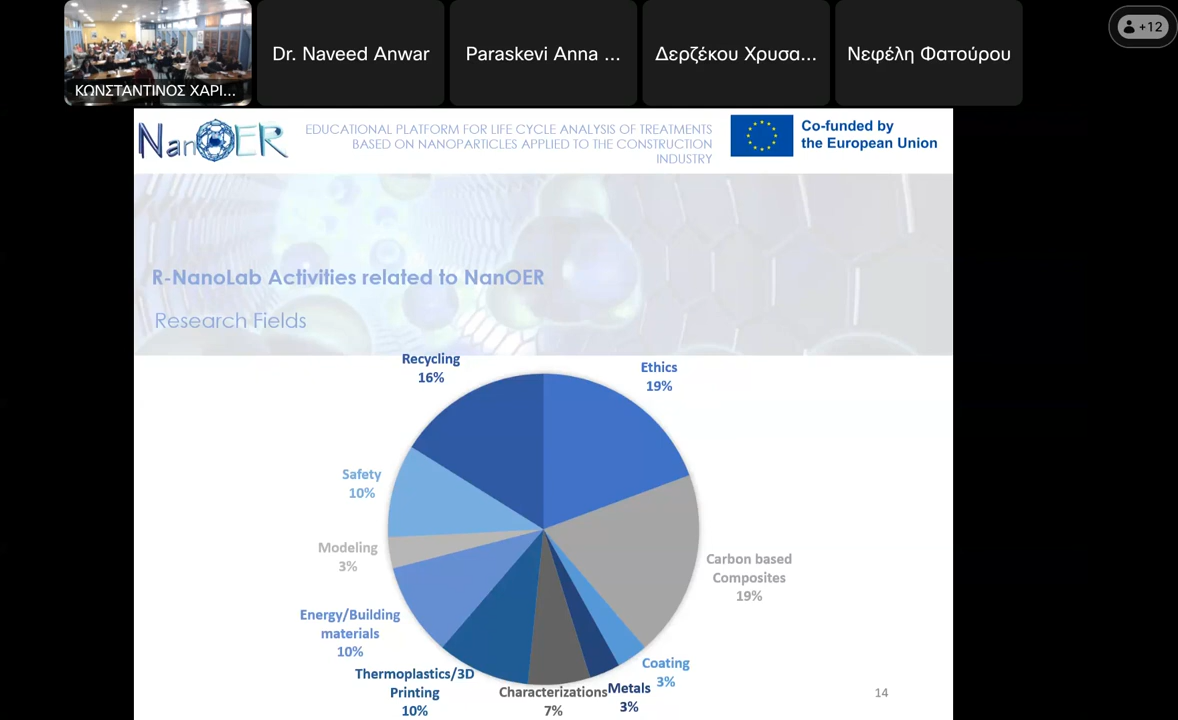 ΚΩΝΣΤΑΝΤΙΝΟΣ ΧΑΡΙ...
Dr. Naveed Anwar
Paraskevi Anna ...
Δερζέκου Χρυσα...
Νεφέλη Φατούρου
+12
NanOER
EDUCATIONAL PLATFORM FOR LIFE CYCLE ANALYSIS OF TREATMENTS
BASED ON NANOPARTICLES APPLIED TO THE CONSTRUCTION
INDUSTRY
Co-funded by
the European Union
R-NanoLab Activities related to NanOER
Research Fields
Recycling
16%
Ethics
19%
Safety
10%
Modeling
3%
Carbon based
Composites
19%
Energy/Building
materials
10%
Thermoplastics/3D
Printing
10%
Characterizations
7%
Metals
3%
Coating
3%
14